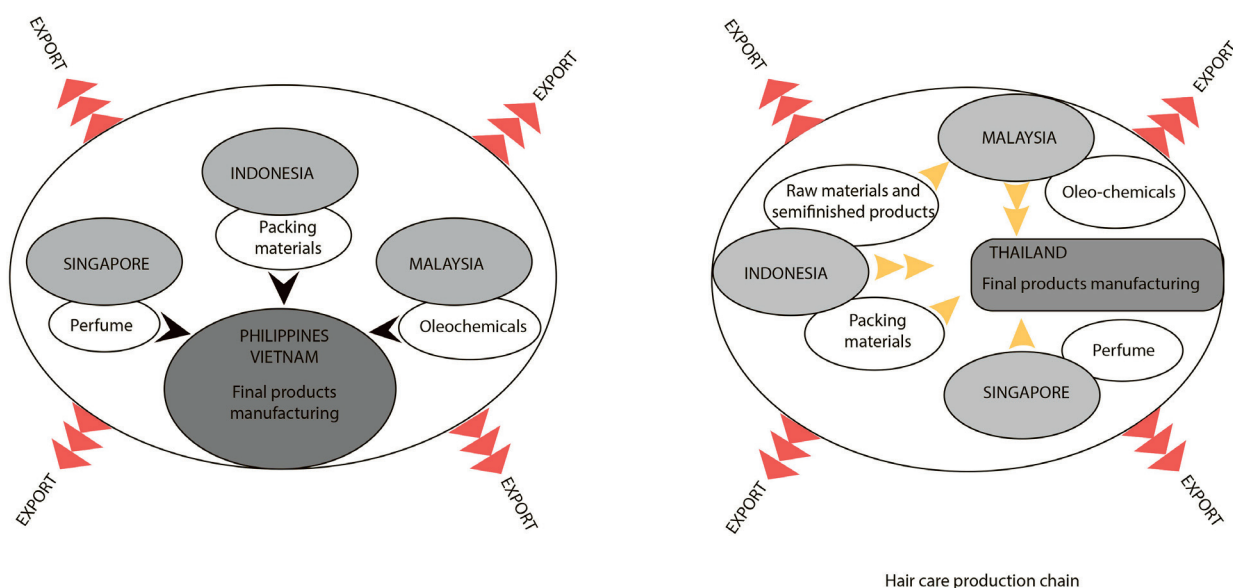 EXPORT
EXPORT
INDONESIA
Packing
materials
SINGAPORE
Perfume
MALAYSIA
Oleochemicals
PHILIPPINES
VIETNAM
Final products
manufacturing
EXPORT
EXPORT
EXPORT
EXPORT
MALAYSIA
Oleo-chemicals
Raw materials and
semifinished products
INDONESIA
Packing
materials
THAILAND
Final products manufacturing
Perfume
SINGAPORE
EXPORT
EXPORT
Hair care production chain